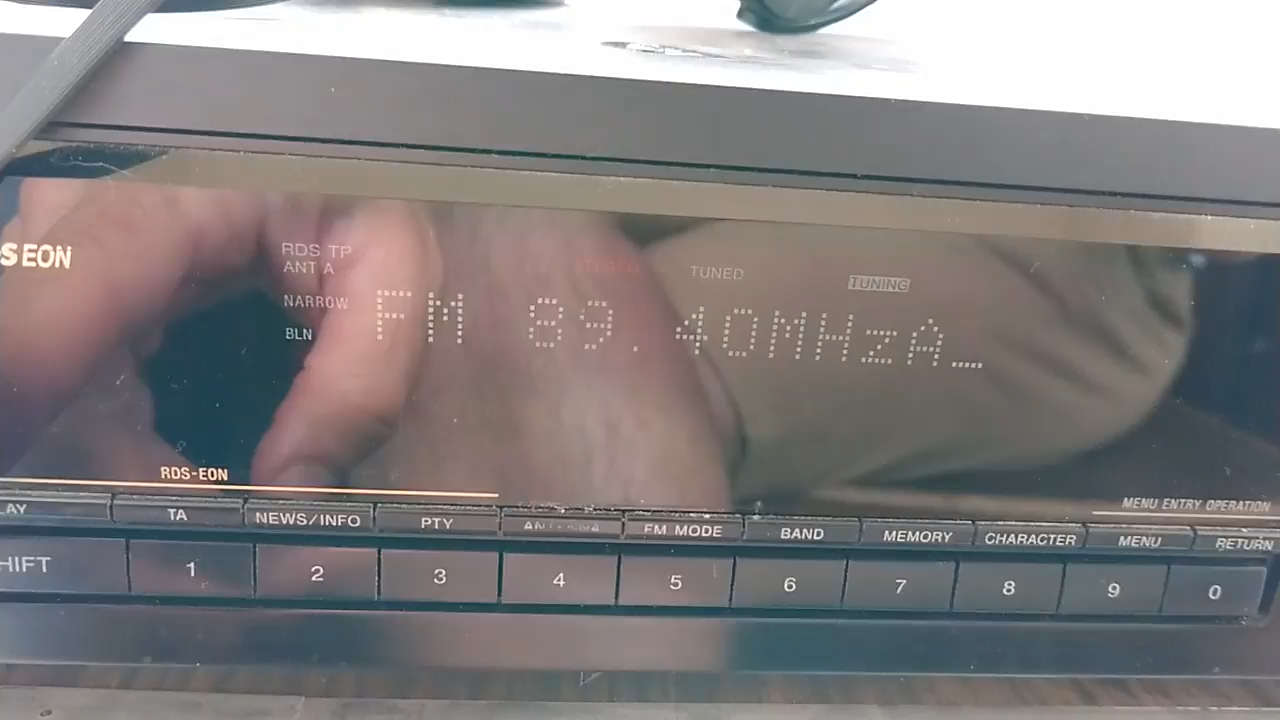 S EON
RDS TP
ANT A
STEREO
TUNED
TUNING
NARROW
BLN
FM 89.40MHzA_
RDS-EON
MENU ENTRY OPERATION
LAY
TA
NEWS/INFO
PTY
ANTENNA
FM MODE
BAND
MEMORY
CHARACTER
MENU
RETURN
HIFT
1
2
3
4
5
6
7
8
9
0